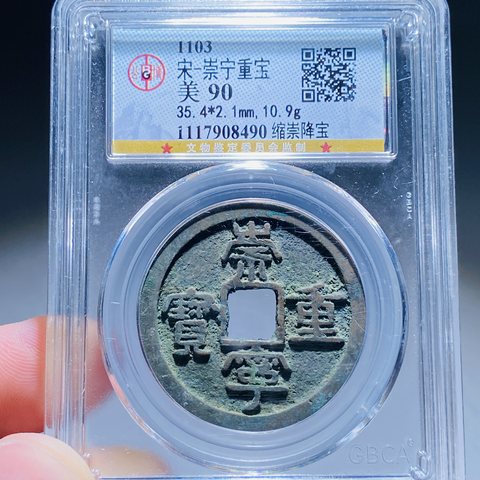 1103
宋-崇宁重宝
美 90
35.4*2.1mm,10.9g
1117908490 缩崇降宝
★ 文物鉴定委员会监制 ★
崇
寶 重
寧
GBCA